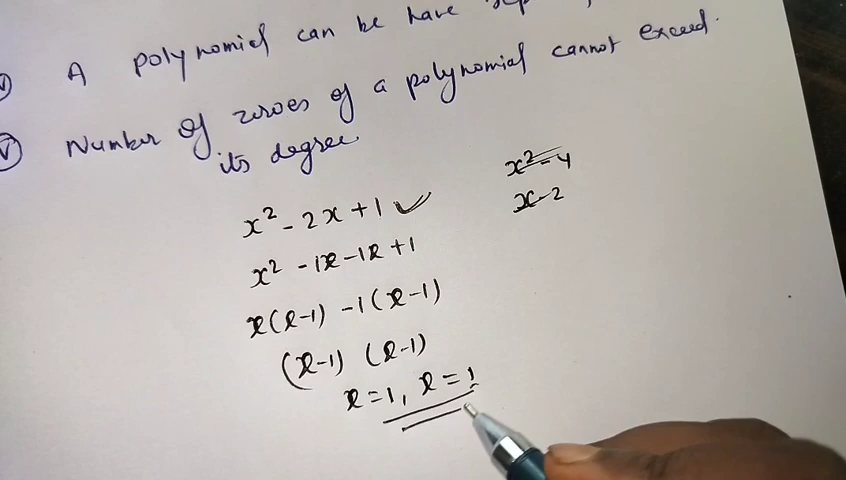 A polynomial can be have
V Number of zeroes of a polynomial cannot exceed.
its degree.
x² - 4
x - 2
x² - 2x + 1 ✓
x² - 1x - 1x + 1
x(x-1) - 1(x-1)
(x-1) (x-1)
x = 1, x = 1